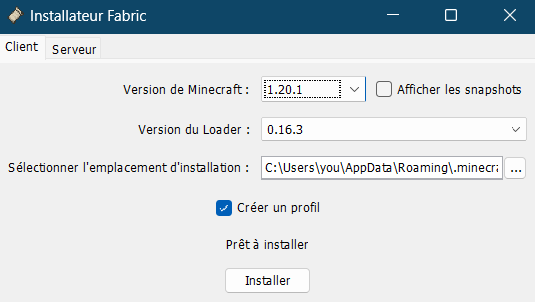 Installateur Fabric
Client Serveur
Version de Minecraft : 1.20.1 Afficher les snapshots
Version du Loader : 0.16.3
Sélectionner l'emplacement d'installation : C:\Users\you\AppData\Roaming\.minecra ...
Créer un profil
Prêt à installer
Installer